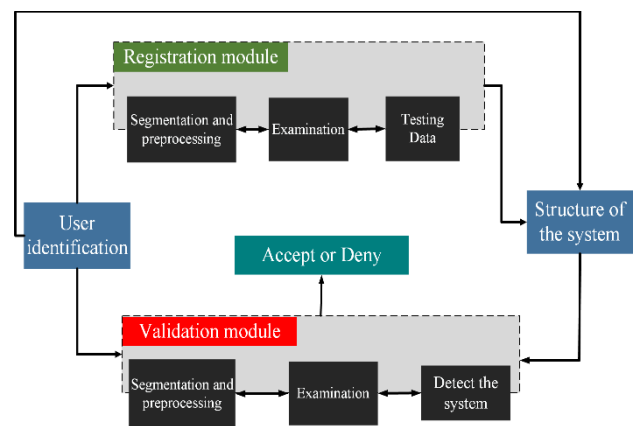 Registration module
Segmentation and
preprocessing
Examination
Testing
Data
User
identification
Structure of
the system
Accept or Deny
Validation module
Segmentation and
preprocessing
Examination
Detect the
system